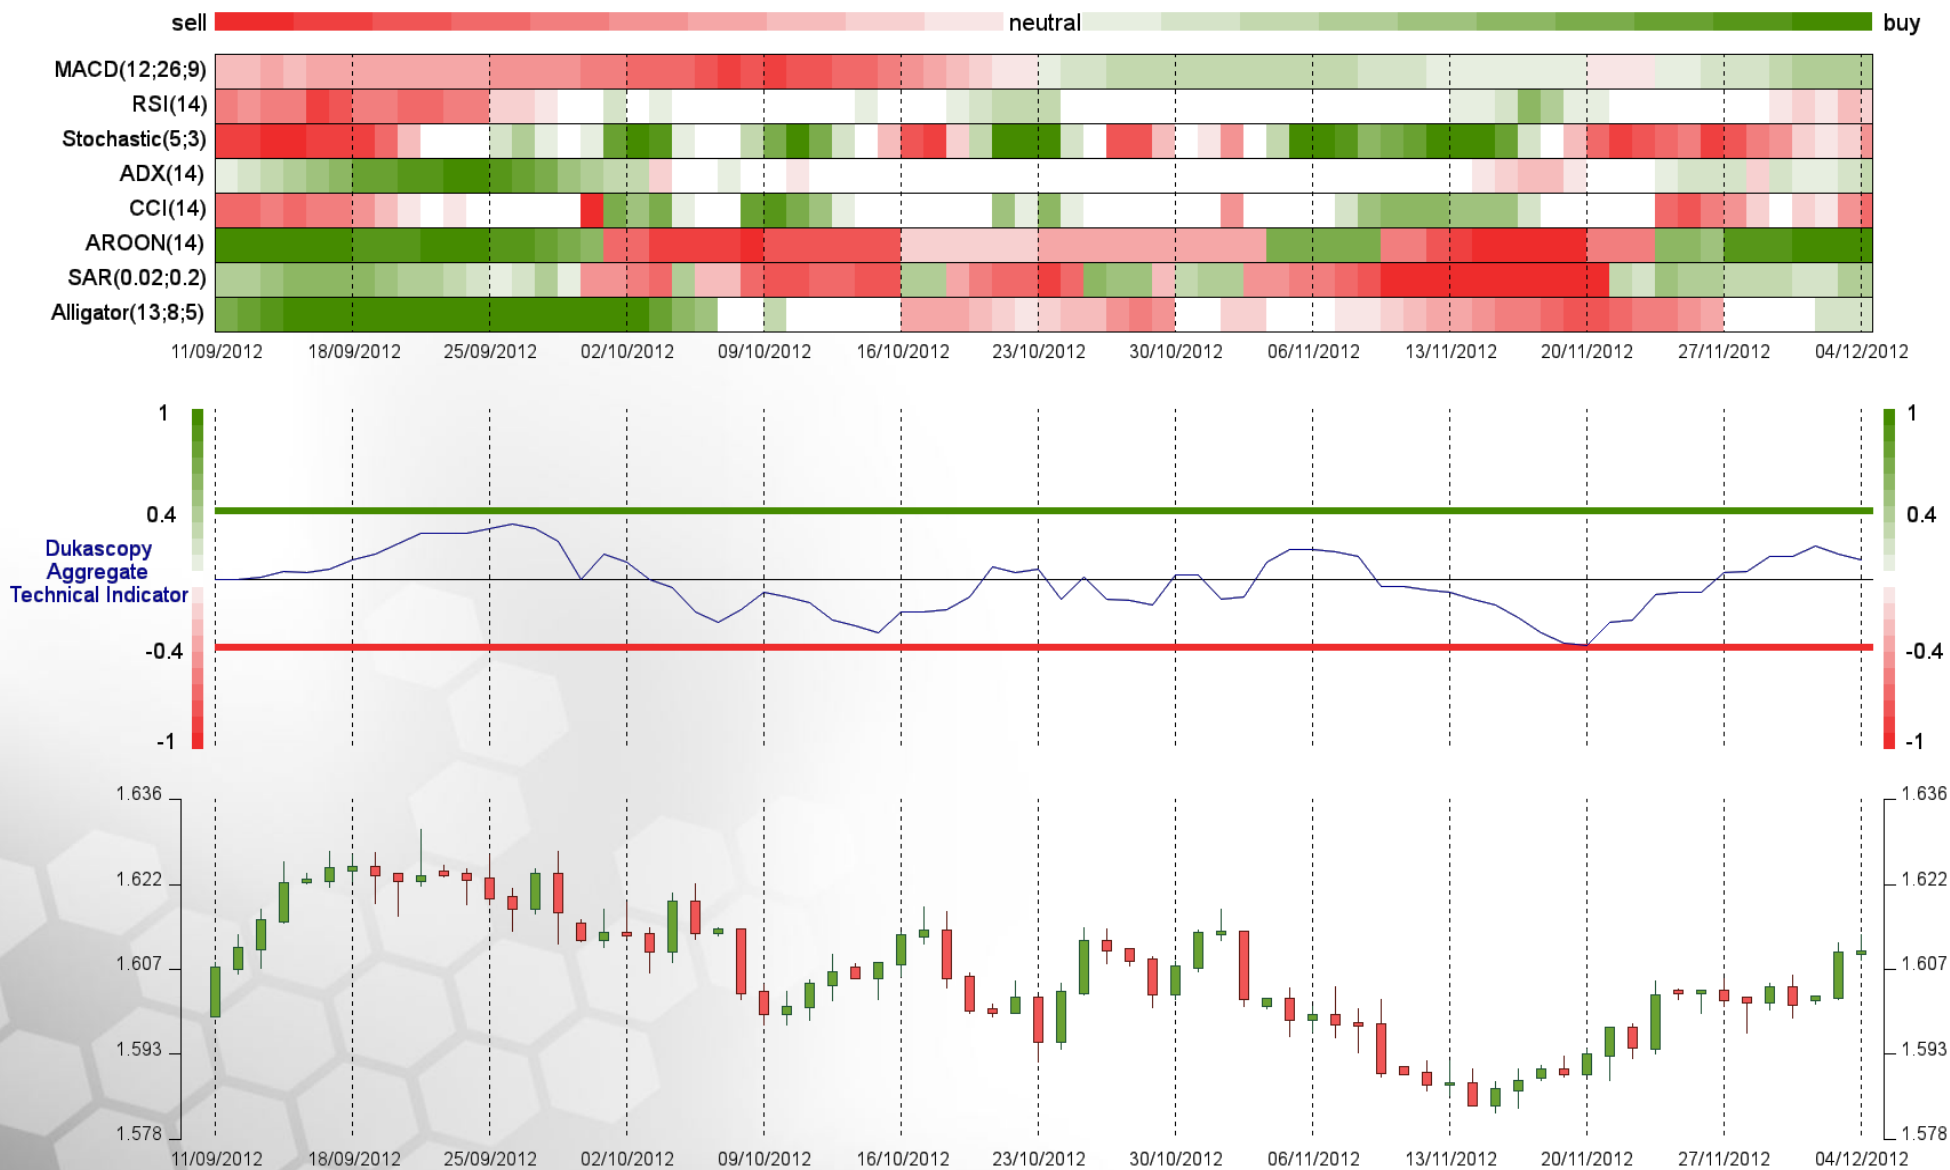 sell neutral buy
MACD(12;26;9)
RSI(14)
Stochastic(5;3)
ADX(14)
CCI(14)
AROON(14)
SAR(0.02;0.2)
Alligator(13;8;5)
11/09/2012 18/09/2012 25/09/2012 02/10/2012 09/10/2012 16/10/2012 23/10/2012 30/10/2012 06/11/2012 13/11/2012 20/11/2012 27/11/2012 04/12/2012
1 1
0.4 0.4
Dukascopy
Aggregate
Technical Indicator
-0.4 -0.4
-1 -1
1.636 1.636
1.622 1.622
1.607 1.607
1.593 1.593
1.578 1.578
11/09/2012 18/09/2012 25/09/2012 02/10/2012 09/10/2012 16/10/2012 23/10/2012 30/10/2012 06/11/2012 13/11/2012 20/11/2012 27/11/2012 04/12/2012